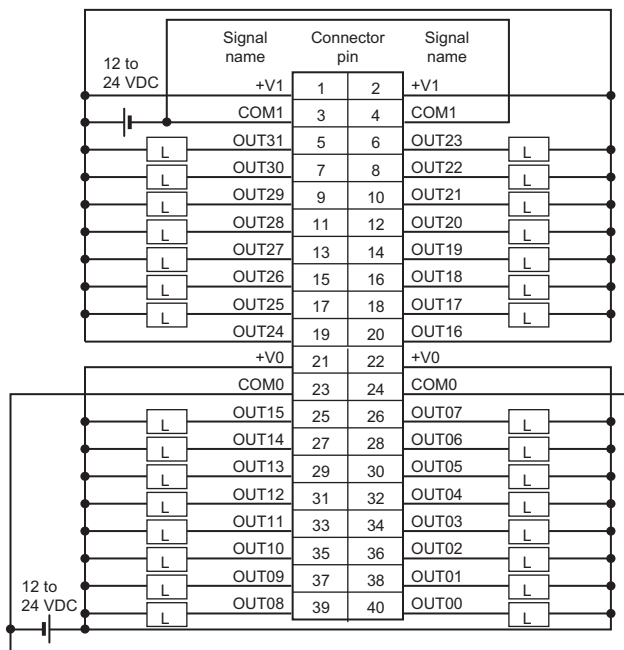 Signal Connector Signal
name pin name
12 to
24 VDC
+V1 1 2 +V1
COM1 3 4 COM1
L OUT31 5 6 OUT23 L
L OUT30 7 8 OUT22 L
L OUT29 9 10 OUT21 L
L OUT28 11 12 OUT20 L
L OUT27 13 14 OUT19 L
L OUT26 15 16 OUT18 L
L OUT25 17 18 OUT17 L
OUT24 19 20 OUT16
+V0 21 22 +V0
COM0 23 24 COM0
L OUT15 25 26 OUT07 L
L OUT14 27 28 OUT06 L
L OUT13 29 30 OUT05 L
L OUT12 31 32 OUT04 L
L OUT11 33 34 OUT03 L
L OUT10 35 36 OUT02 L
L OUT09 37 38 OUT01 L
L OUT08 39 40 OUT00 L
12 to
24 VDC